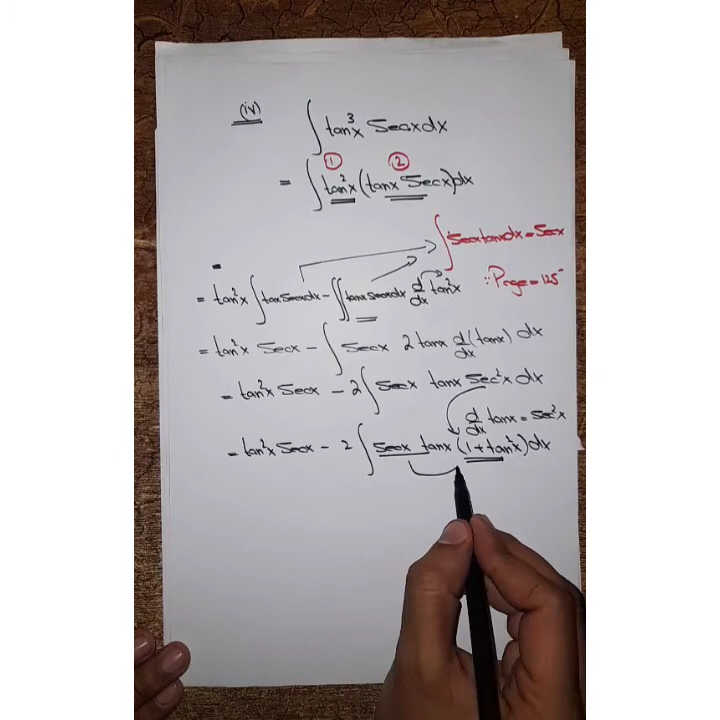 (iv) ∫ tan³x Secx dx
① ②
= ∫ tan²x (tanx Secx) dx
∫ Secx tanx dx = Secx
∵ Page = 125
= tan²x ∫ tanx Secx dx - ∫∫ tanx secx dx d/dx tan²x
= tan²x Secx - ∫ Secx 2 tanx d/dx (tanx) dx
= tan²x Secx - 2 ∫ Secx tanx Sec²x dx
d/dx tanx = Sec²x
= tan²x Secx - 2 ∫ Secx tanx (1 + tan²x) dx